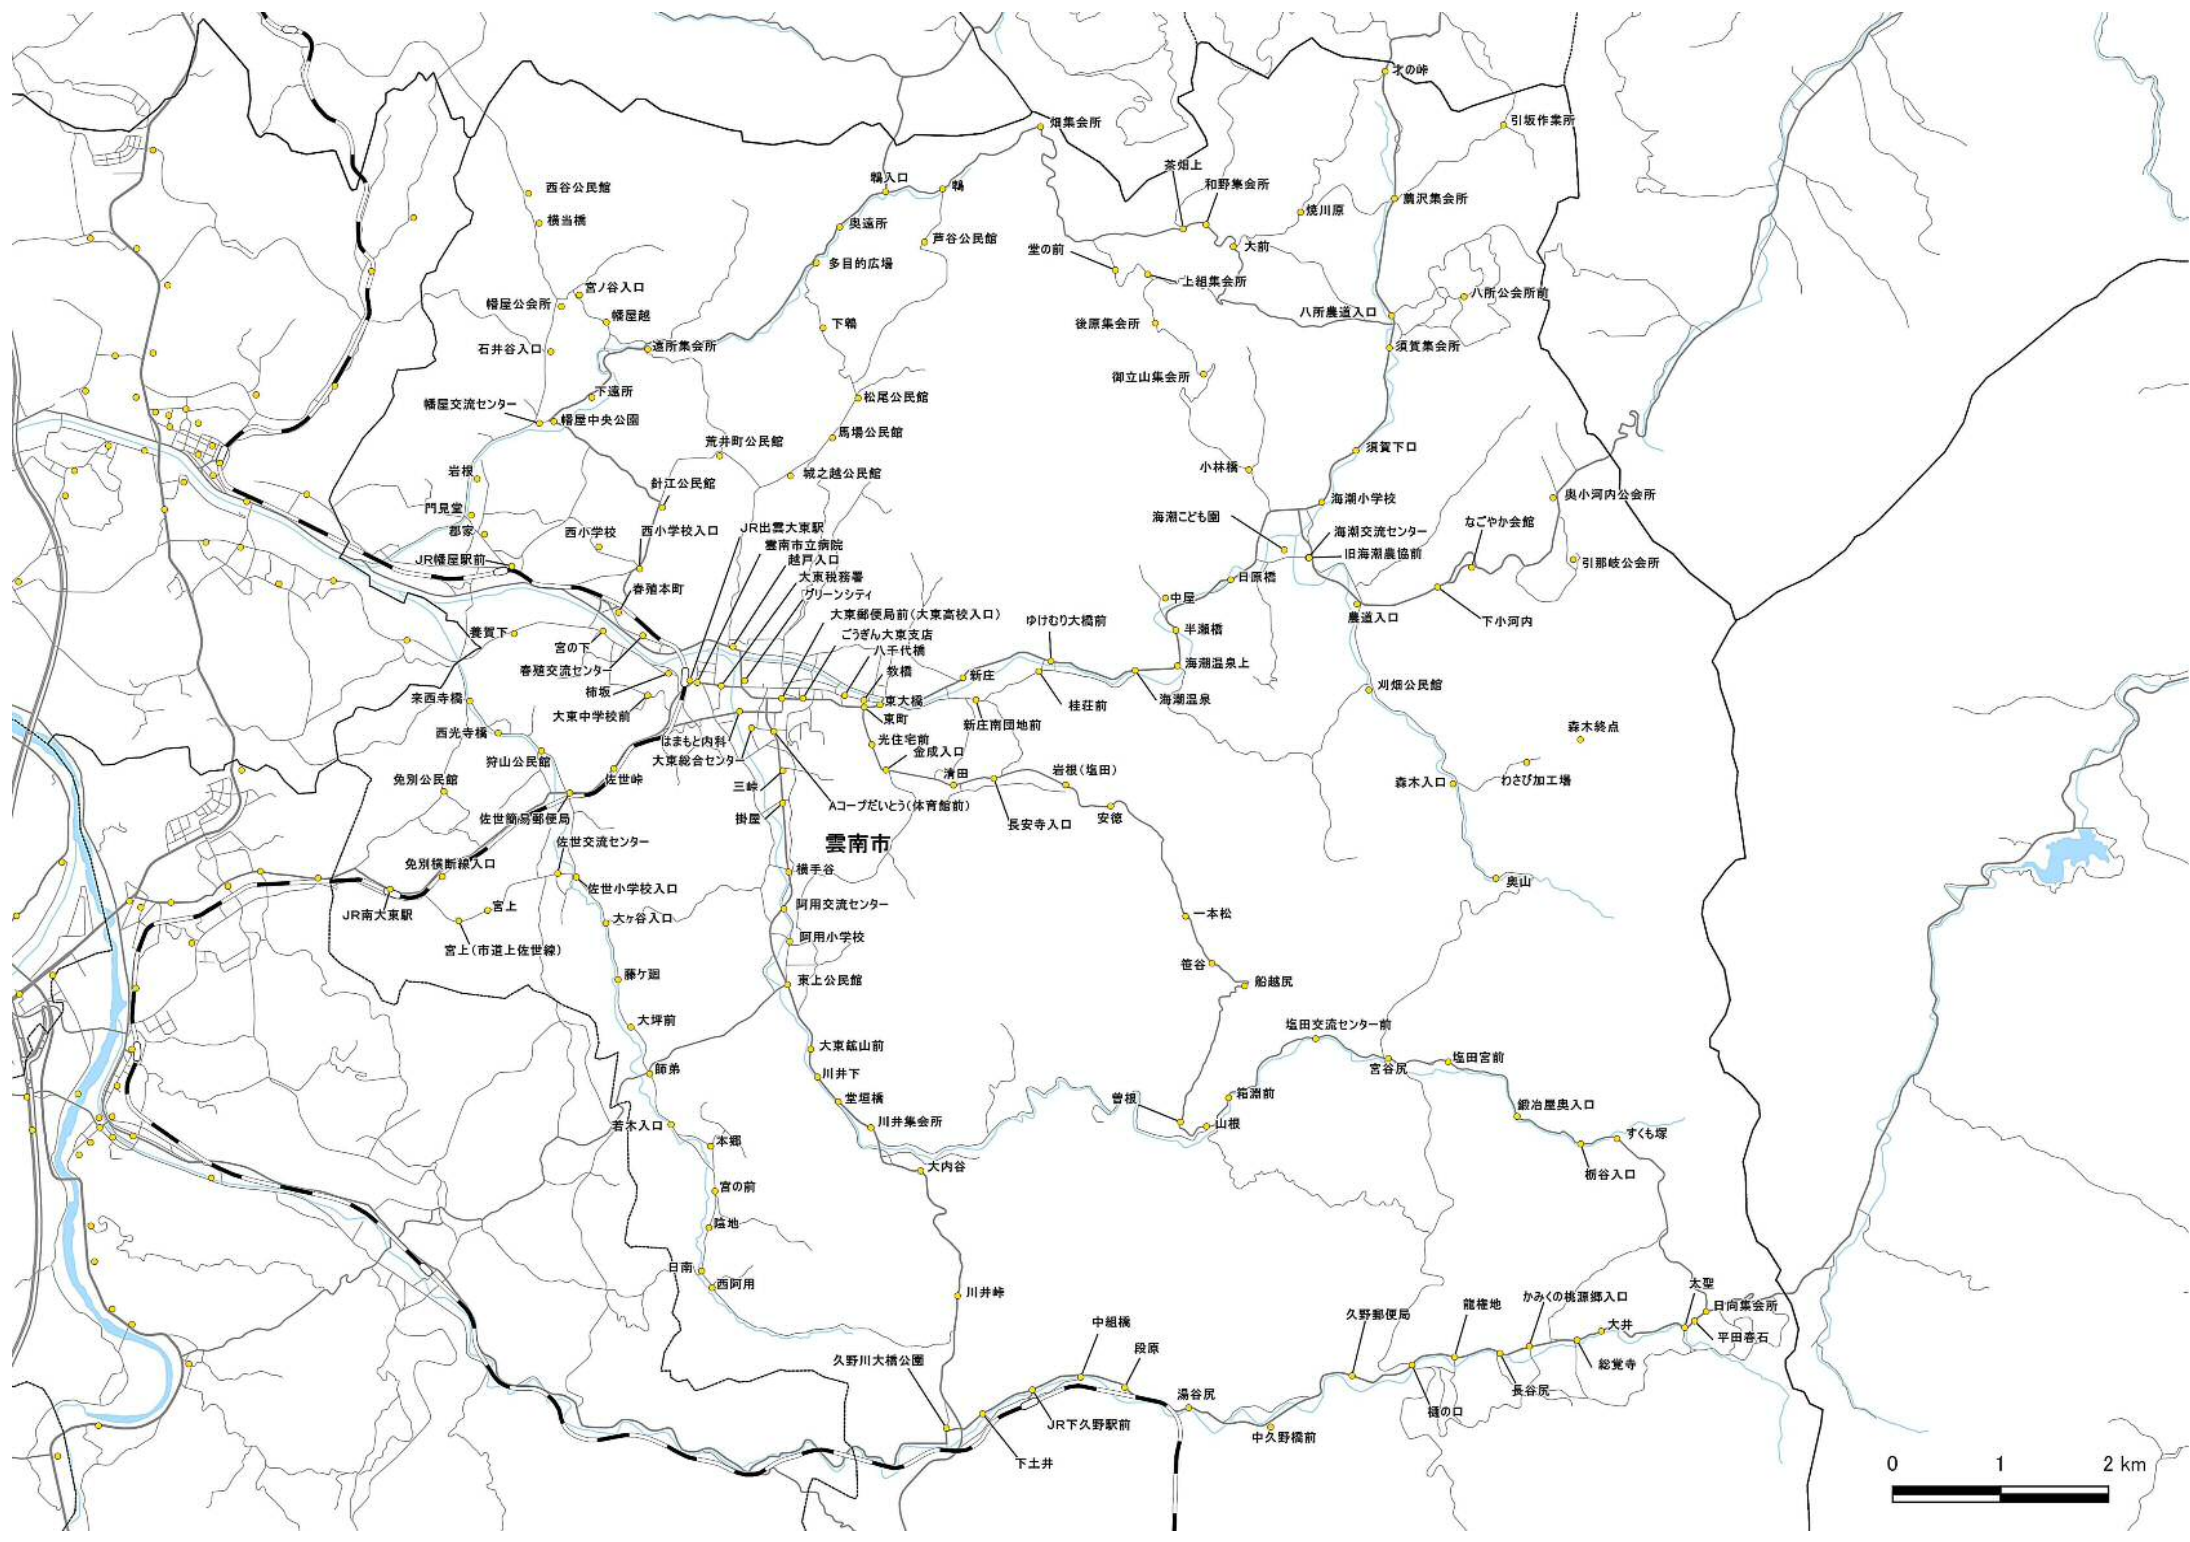 才の峠
畑集会所
引坂作業所
茶畑上
鵯入口
鵯
和野集会所
西谷公民館
薦沢集会所
焼川原
横当橋
奥遠所
芦谷公民館
大前
堂の前
多目的広場
上組集会所
宮ノ谷入口
八所公会所前
幡屋公会所
幡屋越
八所農道入口
下鵯
後原集会所
石井谷入口
遠所集会所
須賀集会所
御立山集会所
下遠所
松尾公民館
幡屋交流センター
幡屋中央公園
馬場公民館
荒井町公民館
須賀下口
岩根
城之越公民館
小林橋
針江公民館
奥小河内公会所
海潮小学校
門見堂
海潮こども園
なごやか会館
郡家
西小学校
西小学校入口
JR出雲大東駅
海潮交流センター
雲南市立病院
旧海潮農協前
JR幡屋駅前
越戸入口
引那岐公会所
大東税務署
日原橋
春殖本町
グリーンシティ
中屋
大東郵便局前(大東高校入口)
ゆけむり大橋前
農道入口
下小河内
養賀下
ごうぎん大東支店
半瀬橋
宮の下
八千代橋
春殖交流センター
教橋
新庄
海潮温泉上
柿坂
刈畑公民館
来西寺橋
東大橋
桂荘前
海潮温泉
大東中学校前
東町
新庄南団地前
西光寺橋
はまもと内科
光住宅前
森木終点
狩山公民館
大東総合センター
金成入口
免別公民館
佐世峠
三峠
清田
岩根(塩田)
森木入口
わさび加工場
佐世簡易郵便局
掛屋
Aコープだいとう(体育館前)
長安寺入口
安徳
雲南市
佐世交流センター
免別横断線入口
横手谷
佐世小学校入口
奥山
JR南大東駅
宮上
大ヶ谷入口
阿用交流センター
一本松
宮上(市道上佐世線)
阿用小学校
笹谷
藤ケ廻
東上公民館
船越尻
大坪前
塩田交流センター前
大東鉱山前
塩田宮前
師弟
川井下
宮谷尻
堂垣橋
曽根
箱淵前
鍛冶屋奥入口
若木入口
川井集会所
山根
本郷
すくも塚
大内谷
栃谷入口
宮の前
陰地
日南
西阿用
川井峠
太聖
かみくの桃源郷入口
龍権地
日向集会所
久野郵便局
中組橋
大井
平田春石
段原
久野川大橋公園
総覚寺
湯谷尻
長谷尻
樋の口
JR下久野駅前
中久野橋前
下土井
0 1 2 km